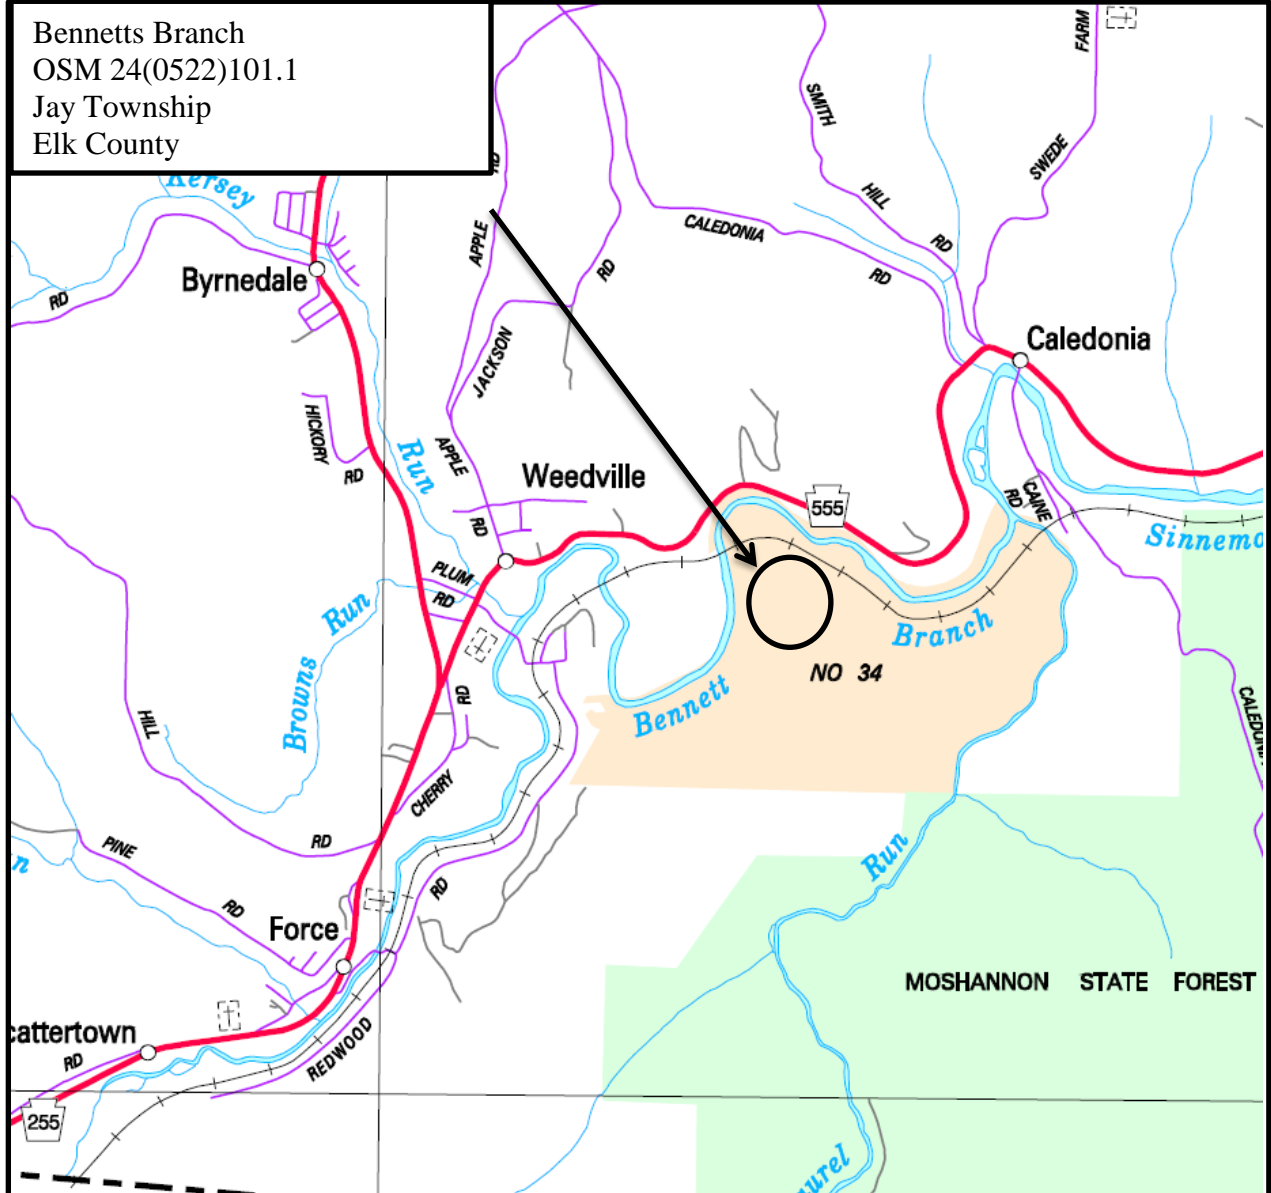 Bennetts Branch
OSM 24(0522)101.1
Jay Township
Elk County
FARM
SMITH
SWEDE
RD
Kersey
HILL
APPLE
CALEDONIA
RD
RD
RD
Byrnedale
RD
Caledonia
JACKSON
HICKORY
RD
Run
APPLE
Weedville
RD
555
RD
CAINE
Sinnemo
PLUM
RD
Run
Branch
NO 34
Browns
Bennett
RD
HILL
CALEDONIA
CHERRY
RD
PINE
Run
n
RD
RD
Force
MOSHANNON STATE FOREST
cattertown
RD
REDWOOD
255
urel